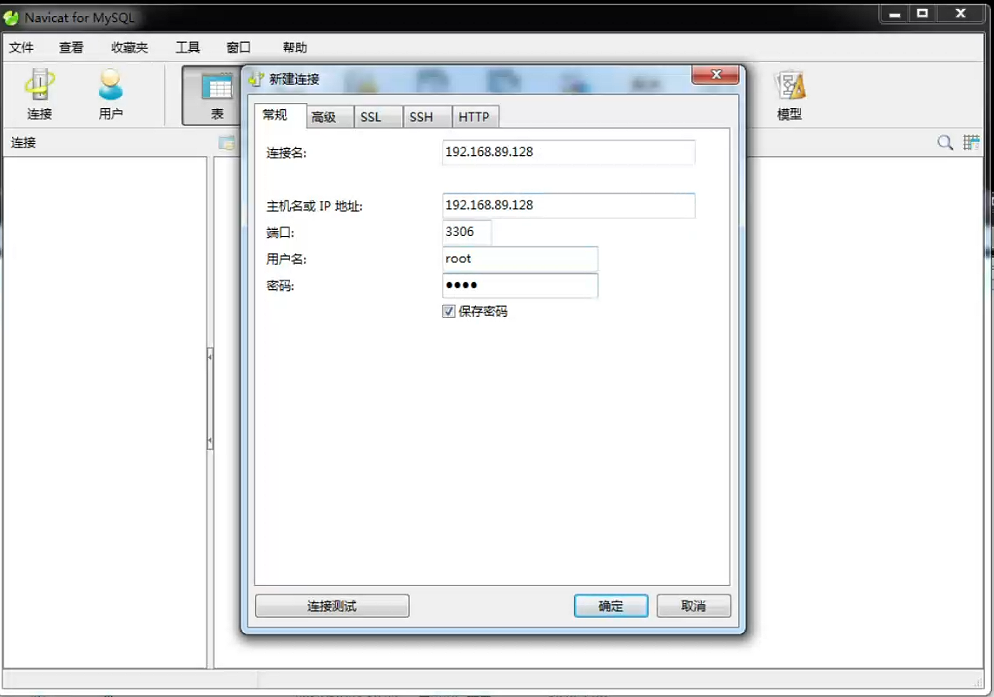 Navicat for MySQL
文件 查看 收藏夹 工具 窗口 帮助
连接 用户 表 模型
连接
新建连接
常规 高级 SSL SSH HTTP
连接名: 192.168.89.128
主机名或 IP 地址: 192.168.89.128
端口: 3306
用户名: root
密码: ●●●●
保存密码
连接测试 确定 取消